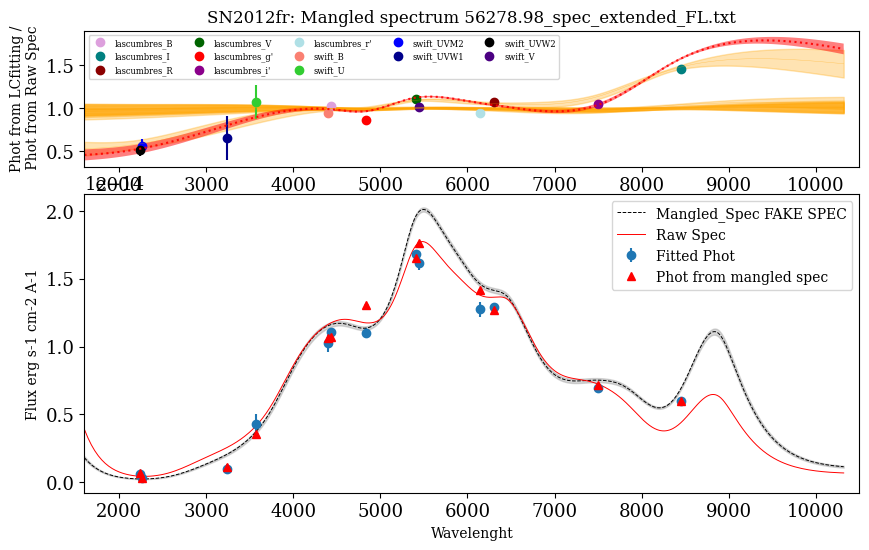 SN2012fr: Mangled spectrum 56278.98_spec_extended_FL.txt
Phot from LCfitting /
Phot from Raw Spec
1.5
1.0
0.5
lascumbres_B
lascumbres_I
lascumbres_R
lascumbres_V
lascumbres_g'
lascumbres_i'
lascumbres_r'
swift_B
swift_U
swift_UVM2
swift_UVW1
swift_UVW2
swift_V
2000 3000 4000 5000 6000 7000 8000 9000 10000
1e−14
Flux erg s-1 cm-2 A-1
2.0
1.5
1.0
0.5
0.0
Mangled_Spec FAKE SPEC
Raw Spec
Fitted Phot
Phot from mangled spec
2000 3000 4000 5000 6000 7000 8000 9000 10000
Wavelenght